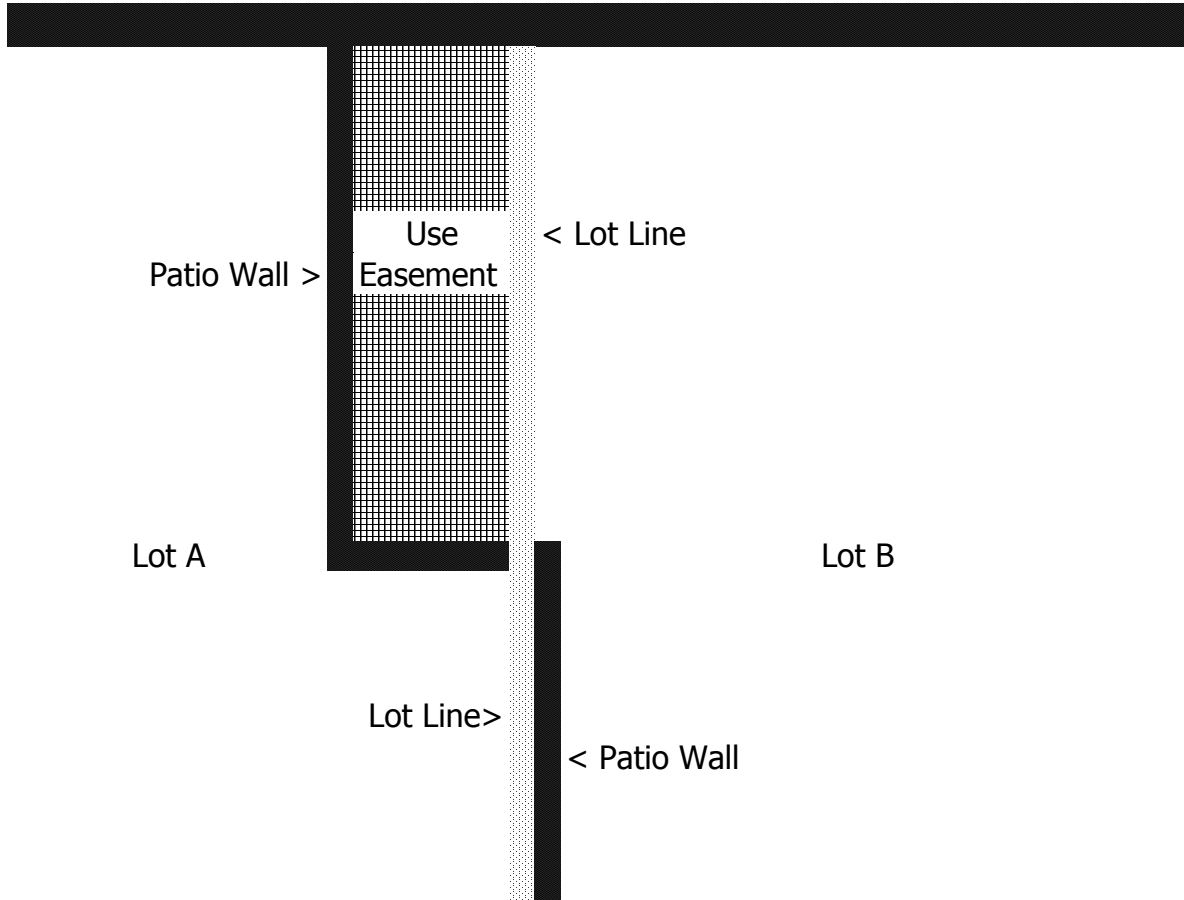 Use
< Lot Line
Patio Wall >
Easement
Lot A
Lot B
Lot Line>
< Patio Wall